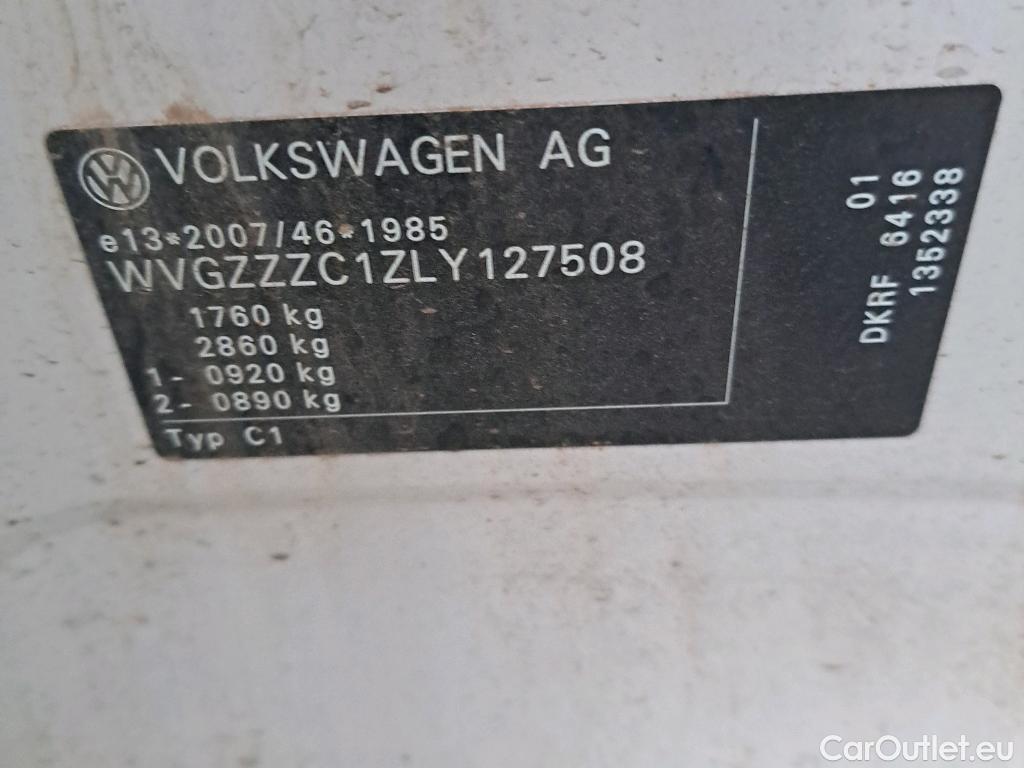 VOLKSWAGEN AG
e13*2007/46*1985
WVGZZZC1ZLY127508
1760 kg
2860 kg
1- 0920 kg
2- 0890 kg
Typ C1
01
DKRF 6416
1352338
CarOutlet.eu